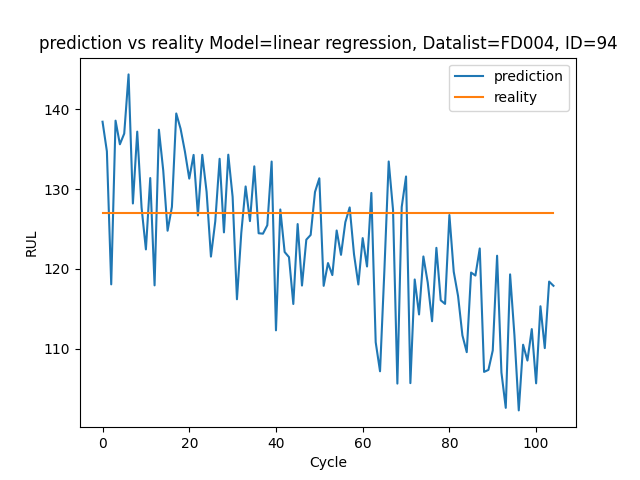 prediction vs reality Model=linear regression, Datalist=FD004, ID=94
prediction
reality
140
130
120
110
RUL
0 20 40 60 80 100
Cycle